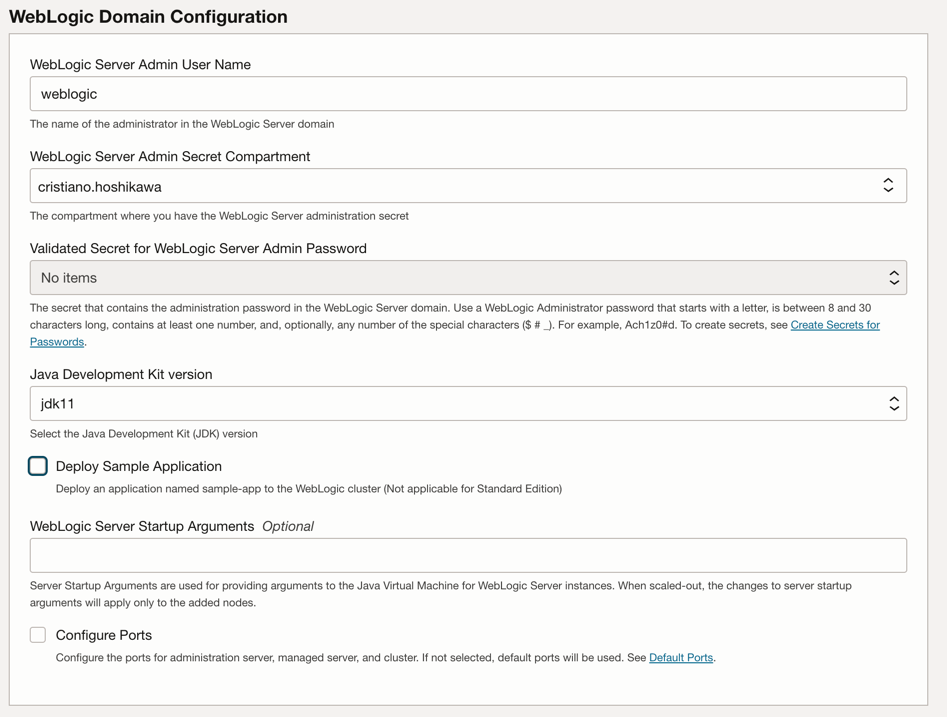 WebLogic Domain Configuration
WebLogic Server Admin User Name
weblogic
The name of the administrator in the WebLogic Server domain
WebLogic Server Admin Secret Compartment
cristiano.hoshikawa
The compartment where you have the WebLogic Server administration secret
Validated Secret for WebLogic Server Admin Password
No items
The secret that contains the administration password in the WebLogic Server domain. Use a WebLogic Administrator password that starts with a letter, is between 8 and 30
characters long, contains at least one number, and, optionally, any number of the special characters ($ # _). For example, Ach1z0#d. To create secrets, see Create Secrets for
Passwords.
Java Development Kit version
jdk11
Select the Java Development Kit (JDK) version
Deploy Sample Application
Deploy an application named sample-app to the WebLogic cluster (Not applicable for Standard Edition)
WebLogic Server Startup Arguments Optional
Server Startup Arguments are used for providing arguments to the Java Virtual Machine for WebLogic Server instances. When scaled-out, the changes to server startup
arguments will apply only to the added nodes.
Configure Ports
Configure the ports for administration server, managed server, and cluster. If not selected, default ports will be used. See Default Ports.